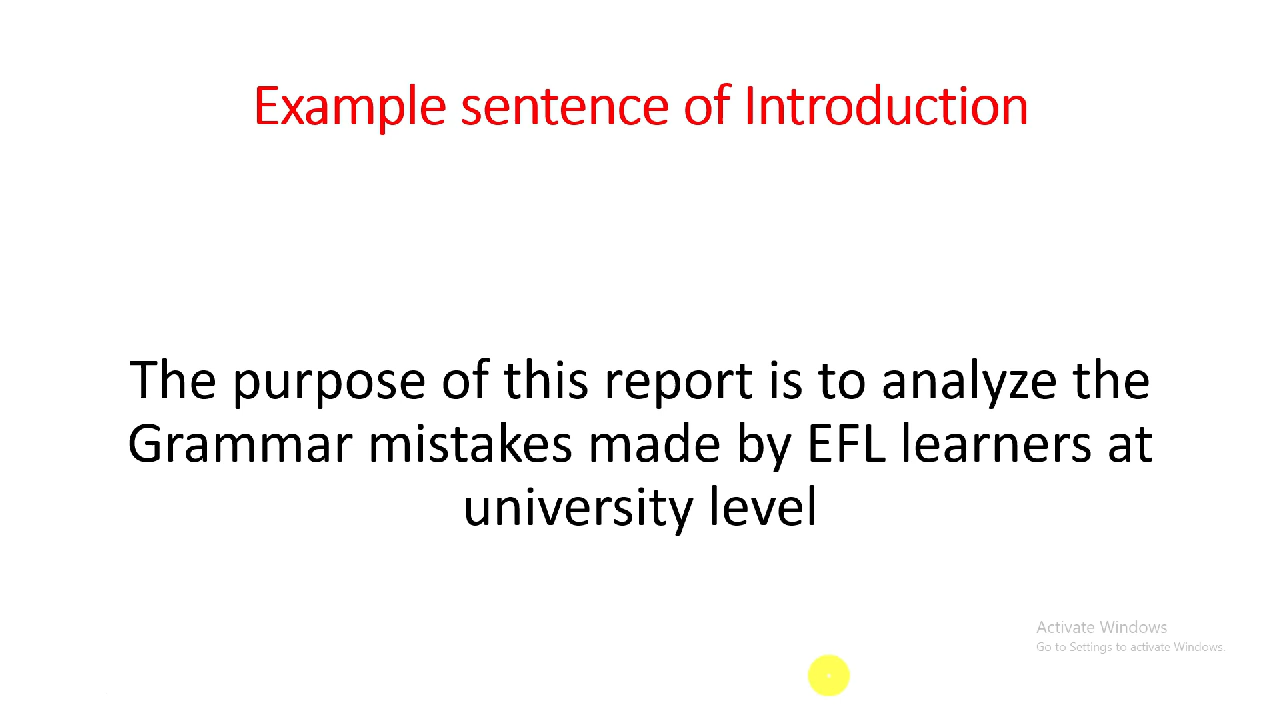 Example sentence of Introduction
The purpose of this report is to analyze the
Grammar mistakes made by EFL learners at
university level
Activate Windows
Go to Settings to activate Windows.